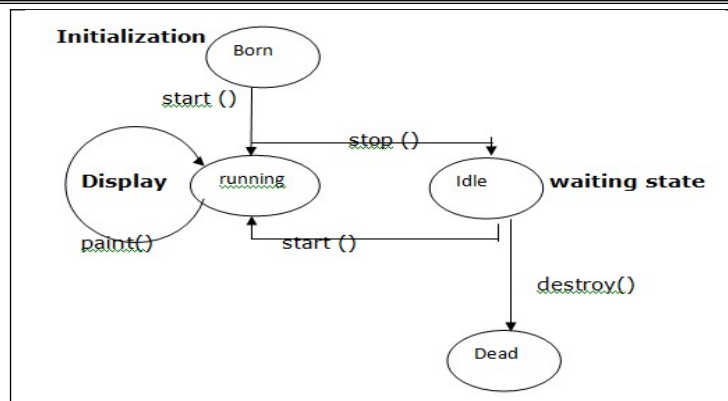 Initialization
Born
start ()
stop ()
Display
running
Idle
waiting state
paint()
start ()
destroy()
Dead